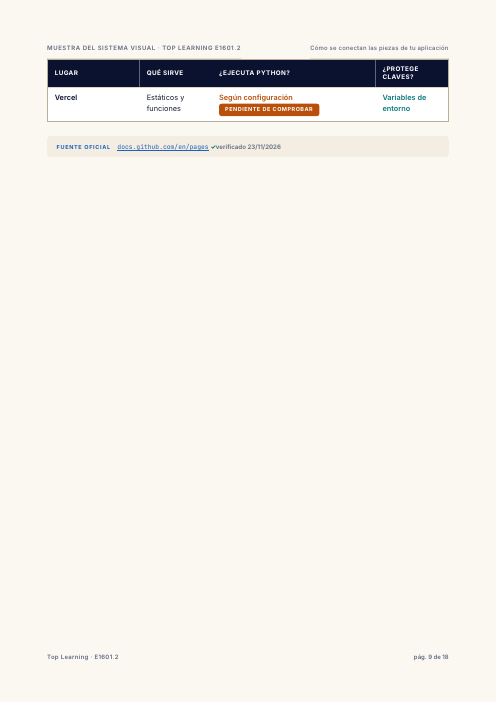 MUESTRA DEL SISTEMA VISUAL · TOP LEARNING E1601.2
Cómo se conectan las piezas de tu aplicación
LUGAR
QUÉ SIRVE
¿EJECUTA PYTHON?
¿PROTEGE
CLAVES?
Vercel
Estáticos y
funciones
Según configuración
PENDIENTE DE COMPROBAR
Variables de
entorno
FUENTE OFICIAL docs.github.com/en/pages ✓verificado 23/11/2026
Top Learning · E1601.2
pág. 9 de 18